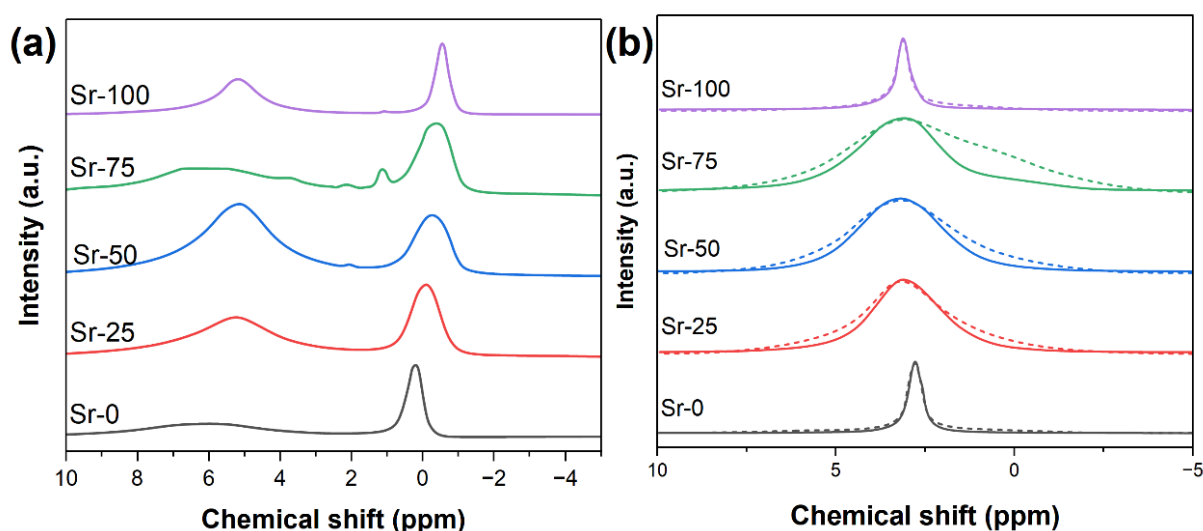 (a)
Sr-100
Sr-75
Sr-50
Sr-25
Sr-0
Intensity (a.u.)
10 8 6 4 2 0 −2 −4
Chemical shift (ppm)
(b)
Sr-100
Sr-75
Sr-50
Sr-25
Sr-0
Intensity (a.u.)
10 5 0 -5
Chemical shift (ppm)